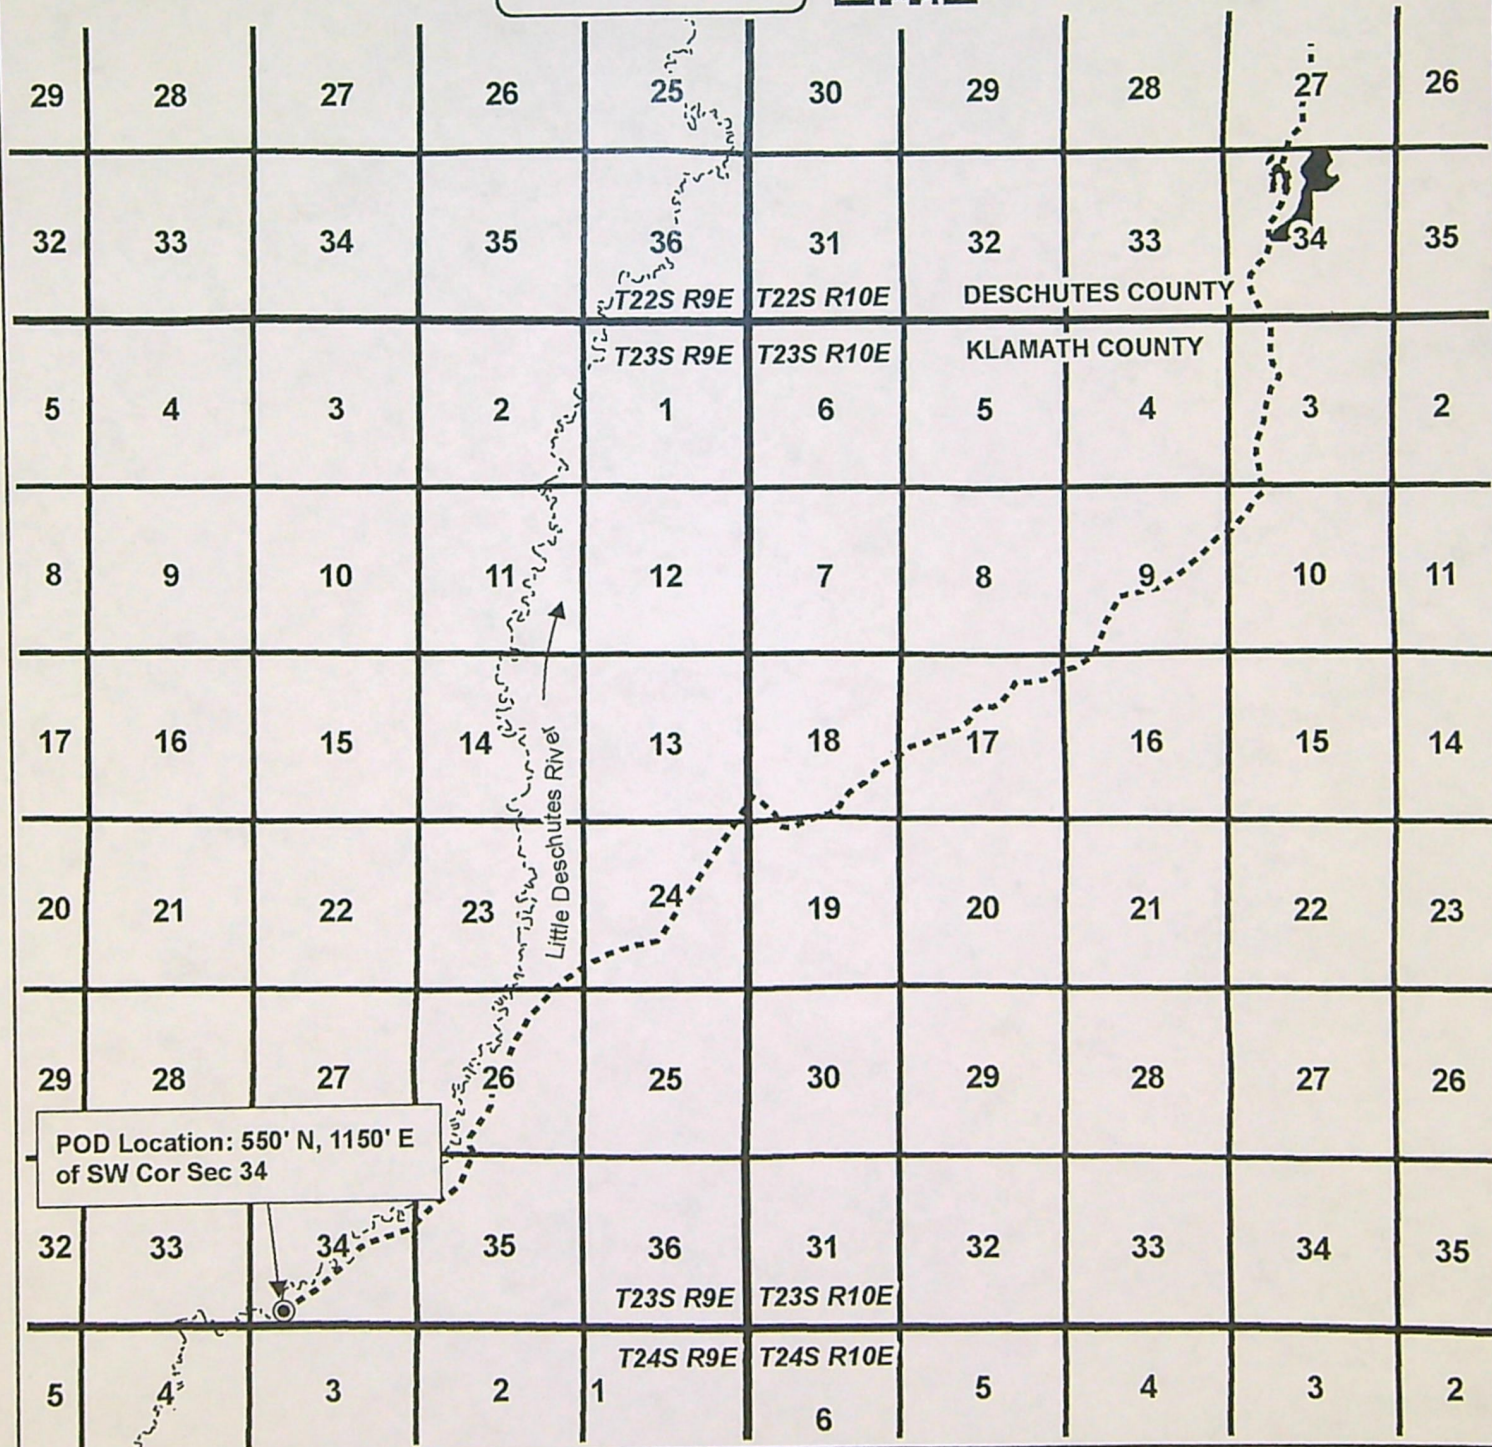 29 28 27 26 25 30 29 28 27 26
32 33 34 35 36 31 32 33 34 35
T22S R9E T22S R10E DESCHUTES COUNTY
T23S R9E T23S R10E KLAMATH COUNTY
5 4 3 2 1 6 5 4 3 2
8 9 10 11 12 7 8 9 10 11
17 16 15 14 13 18 17 16 15 14
Little Deschutes River
20 21 22 23 24 19 20 21 22 23
29 28 27 26 25 30 29 28 27 26
POD Location: 550' N, 1150' E
of SW Cor Sec 34
32 33 34 35 36 31 32 33 34 35
T23S R9E T23S R10E
T24S R9E T24S R10E
5 4 3 2 1 6 5 4 3 2